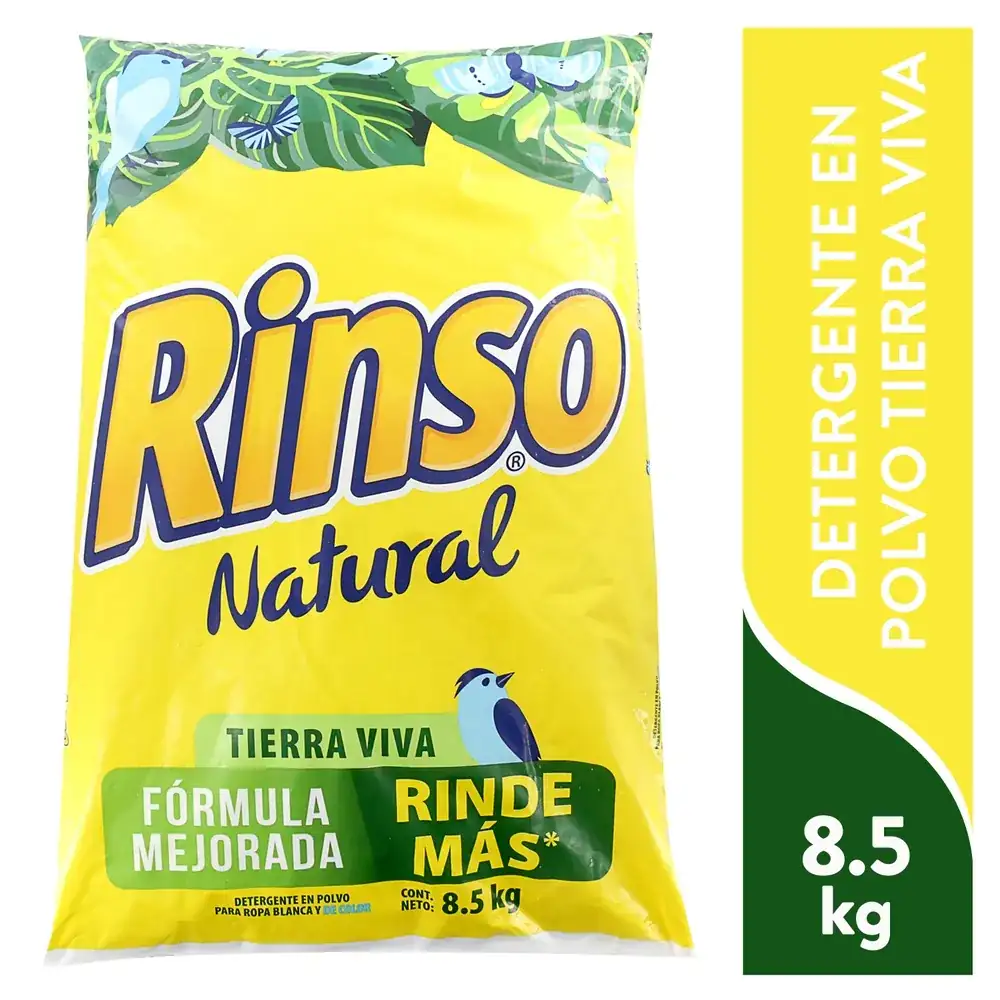 Rinso®
Natural
TIERRA VIVA
FÓRMULA
MEJORADA
RINDE
MÁS*
DETERGENTE EN POLVO
PARA ROPA BLANCA Y DE COLOR
CONT.
NETO: 8.5 kg
DETERGENTE EN
POLVO TIERRA VIVA
8.5
kg